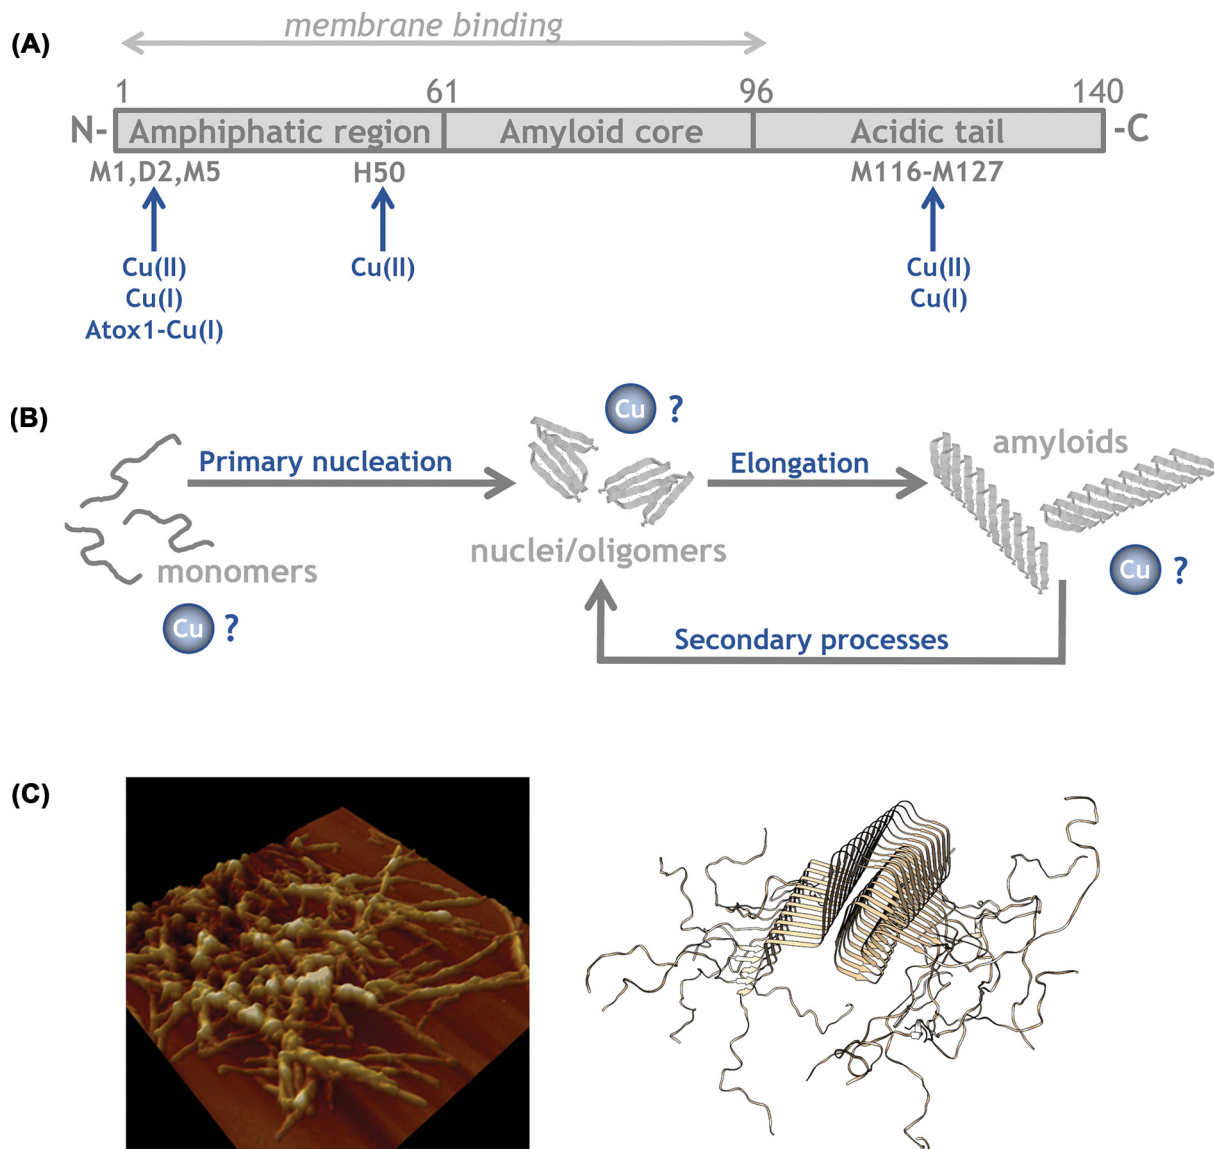 (A)
membrane binding
1 61 96 140
N- Amphiphatic region Amyloid core Acidic tail -C
M1,D2,M5 H50 M116-M127
Cu(II) Cu(II) Cu(II)
Cu(I) Cu(I)
Atox1-Cu(I)
(B)
Cu ?
Primary nucleation Elongation amyloids
nuclei/oligomers
monomers Cu ?
Cu ? Secondary processes
(C)